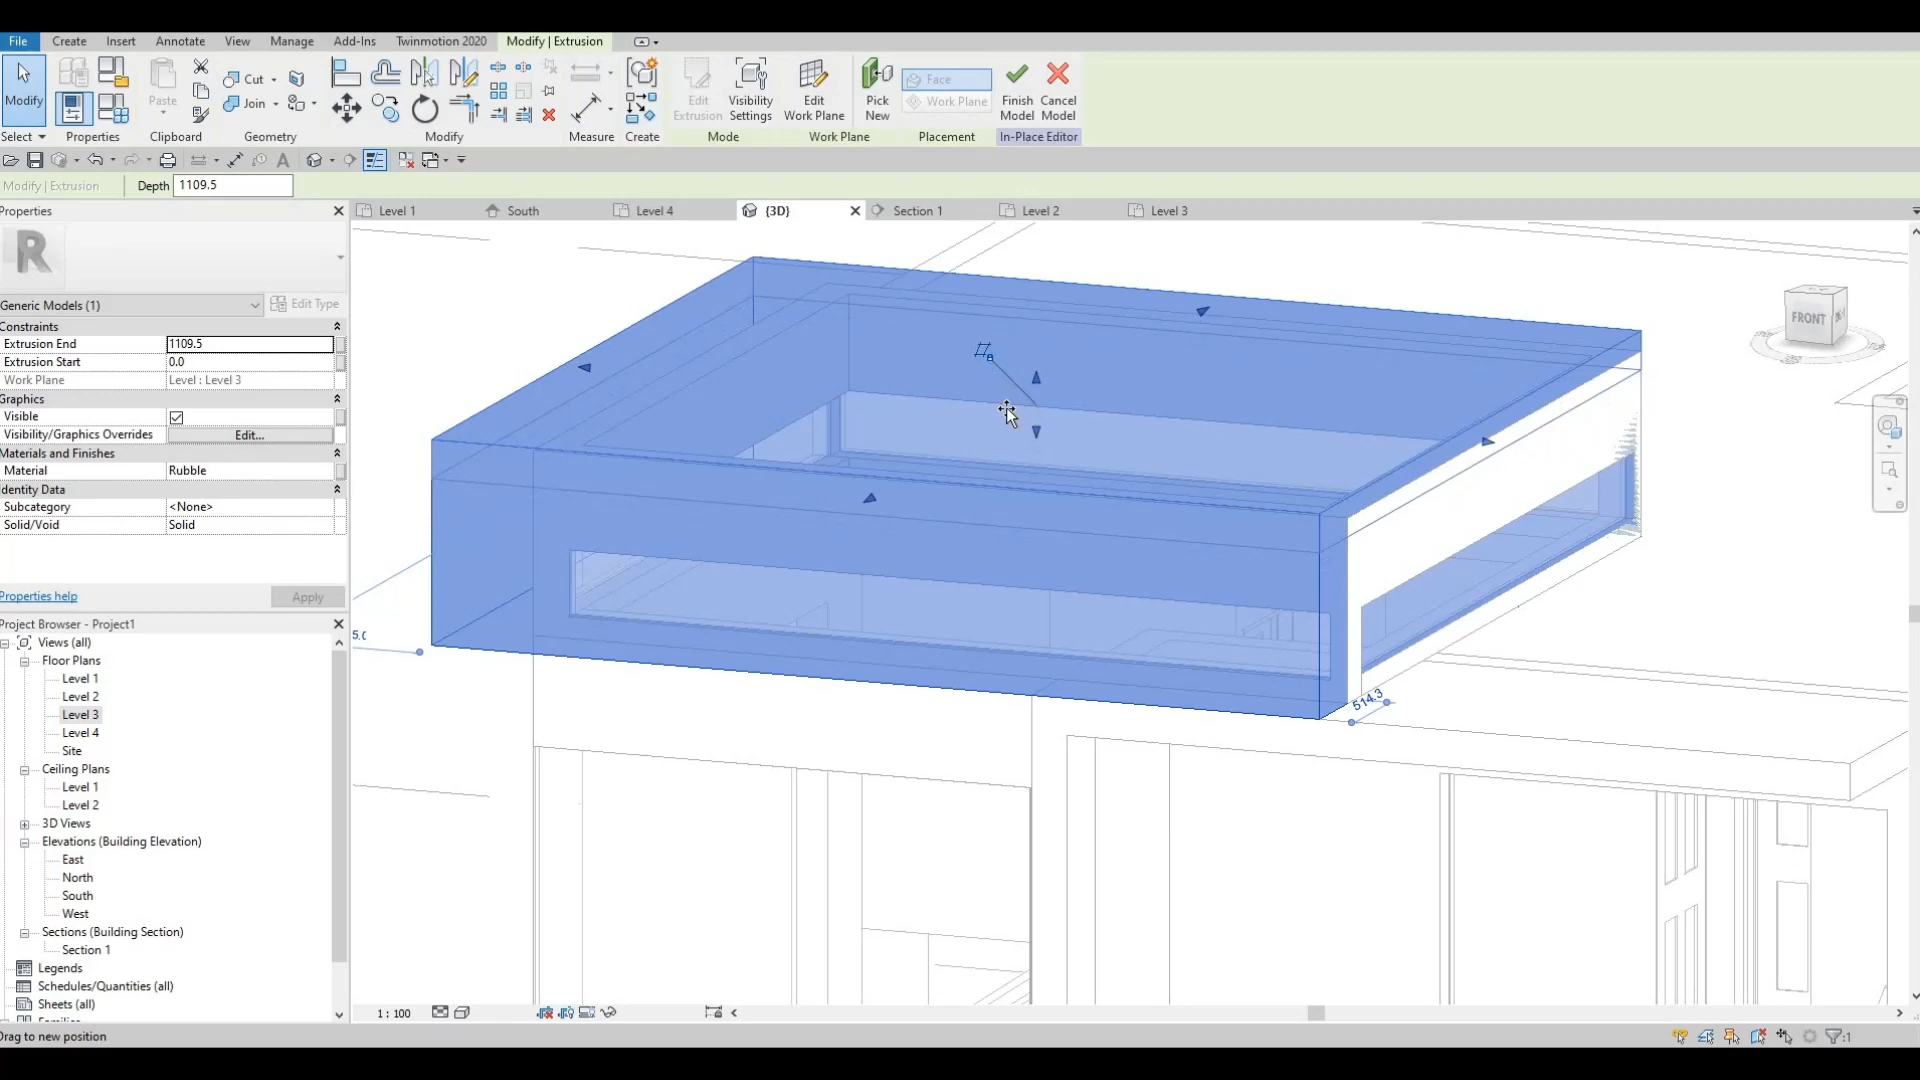 File Create Insert Annotate View Manage Add-Ins Twinmotion 2020 Modify | Extrusion
Modify
Paste
Cut
Join
Edit Extrusion
Visibility Settings
Edit Work Plane
Pick New
Face
Work Plane
Finish Model
Cancel Model
Select Properties Clipboard Geometry Modify Measure Create Mode Work Plane Placement In-Place Editor
Modify | Extrusion Depth 1109.5
Properties
Level 1 South Level 4 {3D} Section 1 Level 2 Level 3
R
Generic Models (1) Edit Type
Constraints
Extrusion End 1109.5
Extrusion Start 0.0
Work Plane Level : Level 3
Graphics
Visible
Visibility/Graphics Overrides Edit...
Materials and Finishes
Material Rubble
Identity Data
Subcategory <None>
Solid/Void Solid
Properties help Apply
Project Browser - Project1
Views (all)
Floor Plans
Level 1
Level 2
Level 3
Level 4
Site
Ceiling Plans
Level 1
Level 2
3D Views
Elevations (Building Elevation)
East
North
South
West
Sections (Building Section)
Section 1
Legends
Schedules/Quantities (all)
Sheets (all)
FRONT
514.3
1 : 100
Drag to new position
:1